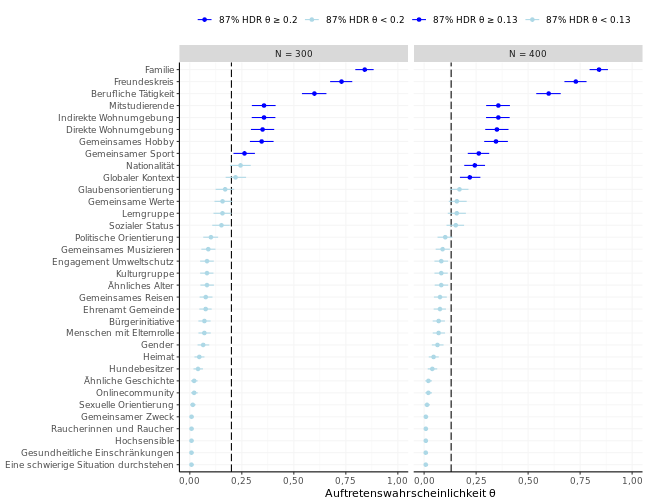 87% HDR θ ≥ 0.2 87% HDR θ < 0.2 87% HDR θ ≥ 0.13 87% HDR θ < 0.13
N = 300 N = 400
Familie
Freundeskreis
Berufliche Tätigkeit
Mitstudierende
Indirekte Wohnumgebung
Direkte Wohnumgebung
Gemeinsames Hobby
Gemeinsamer Sport
Nationalität
Globaler Kontext
Glaubensorientierung
Gemeinsame Werte
Lerngruppe
Sozialer Status
Politische Orientierung
Gemeinsames Musizieren
Engagement Umweltschutz
Kulturgruppe
Ähnliches Alter
Gemeinsames Reisen
Ehrenamt Gemeinde
Bürgerinitiative
Menschen mit Elternrolle
Gender
Heimat
Hundebesitzer
Ähnliche Geschichte
Onlinecommunity
Sexuelle Orientierung
Gemeinsamer Zweck
Raucherinnen und Raucher
Hochsensible
Gesundheitliche Einschränkungen
Eine schwierige Situation durchstehen
0,00 0,25 0,50 0,75 1,00 0,00 0,25 0,50 0,75 1,00
Auftretenswahrscheinlichkeit θ